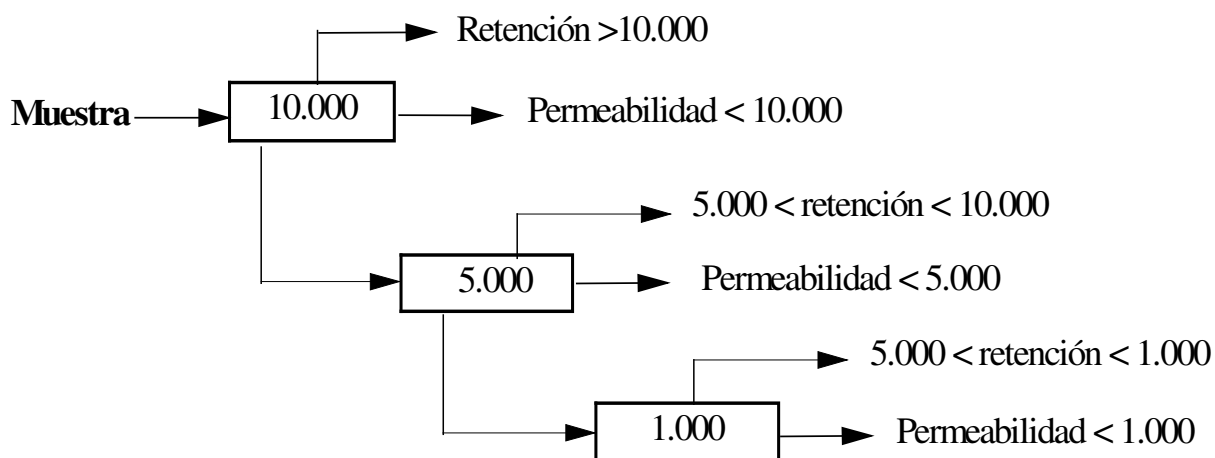 Retención >10.000
Muestra
10.000
Permeabilidad < 10.000
5.000 < retención < 10.000
5.000
Permeabilidad < 5.000
5.000 < retención < 1.000
1.000
Permeabilidad < 1.000